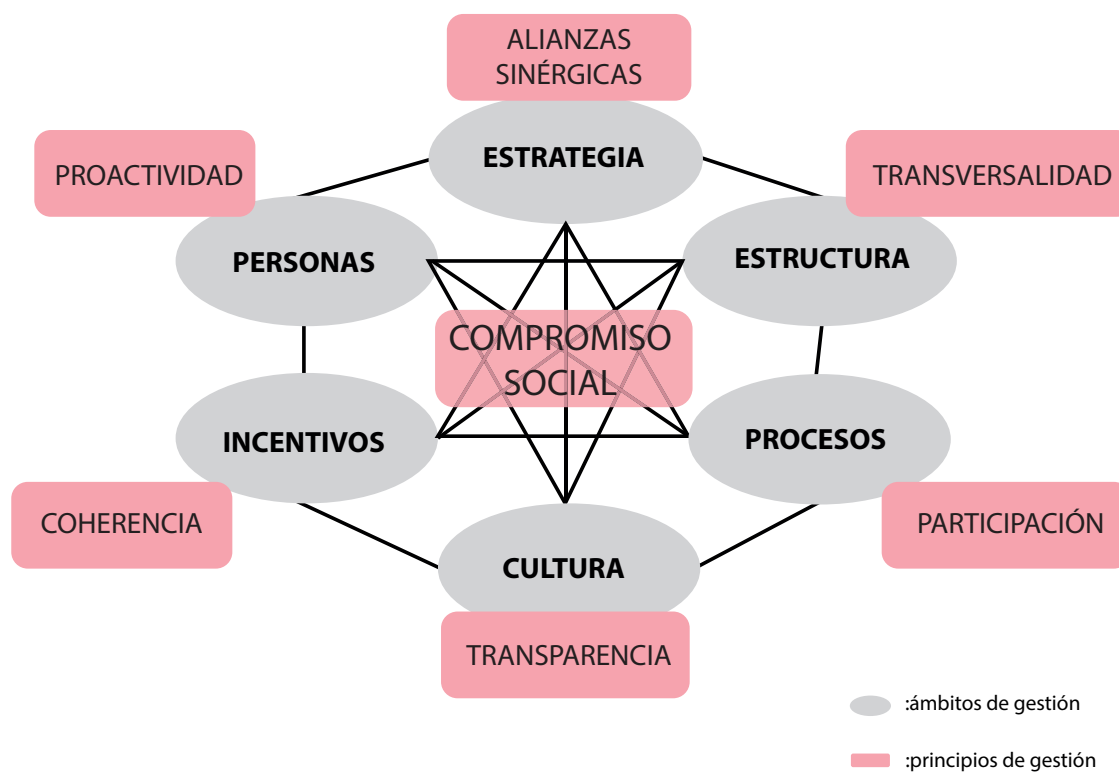 ALIANZAS
SINÉRGICAS
ESTRATEGIA
PROACTIVIDAD
TRANSVERSALIDAD
PERSONAS
ESTRUCTURA
COMPROMISO
SOCIAL
INCENTIVOS
PROCESOS
COHERENCIA
PARTICIPACIÓN
CULTURA
TRANSPARENCIA
:ámbitos de gestión
:principios de gestión